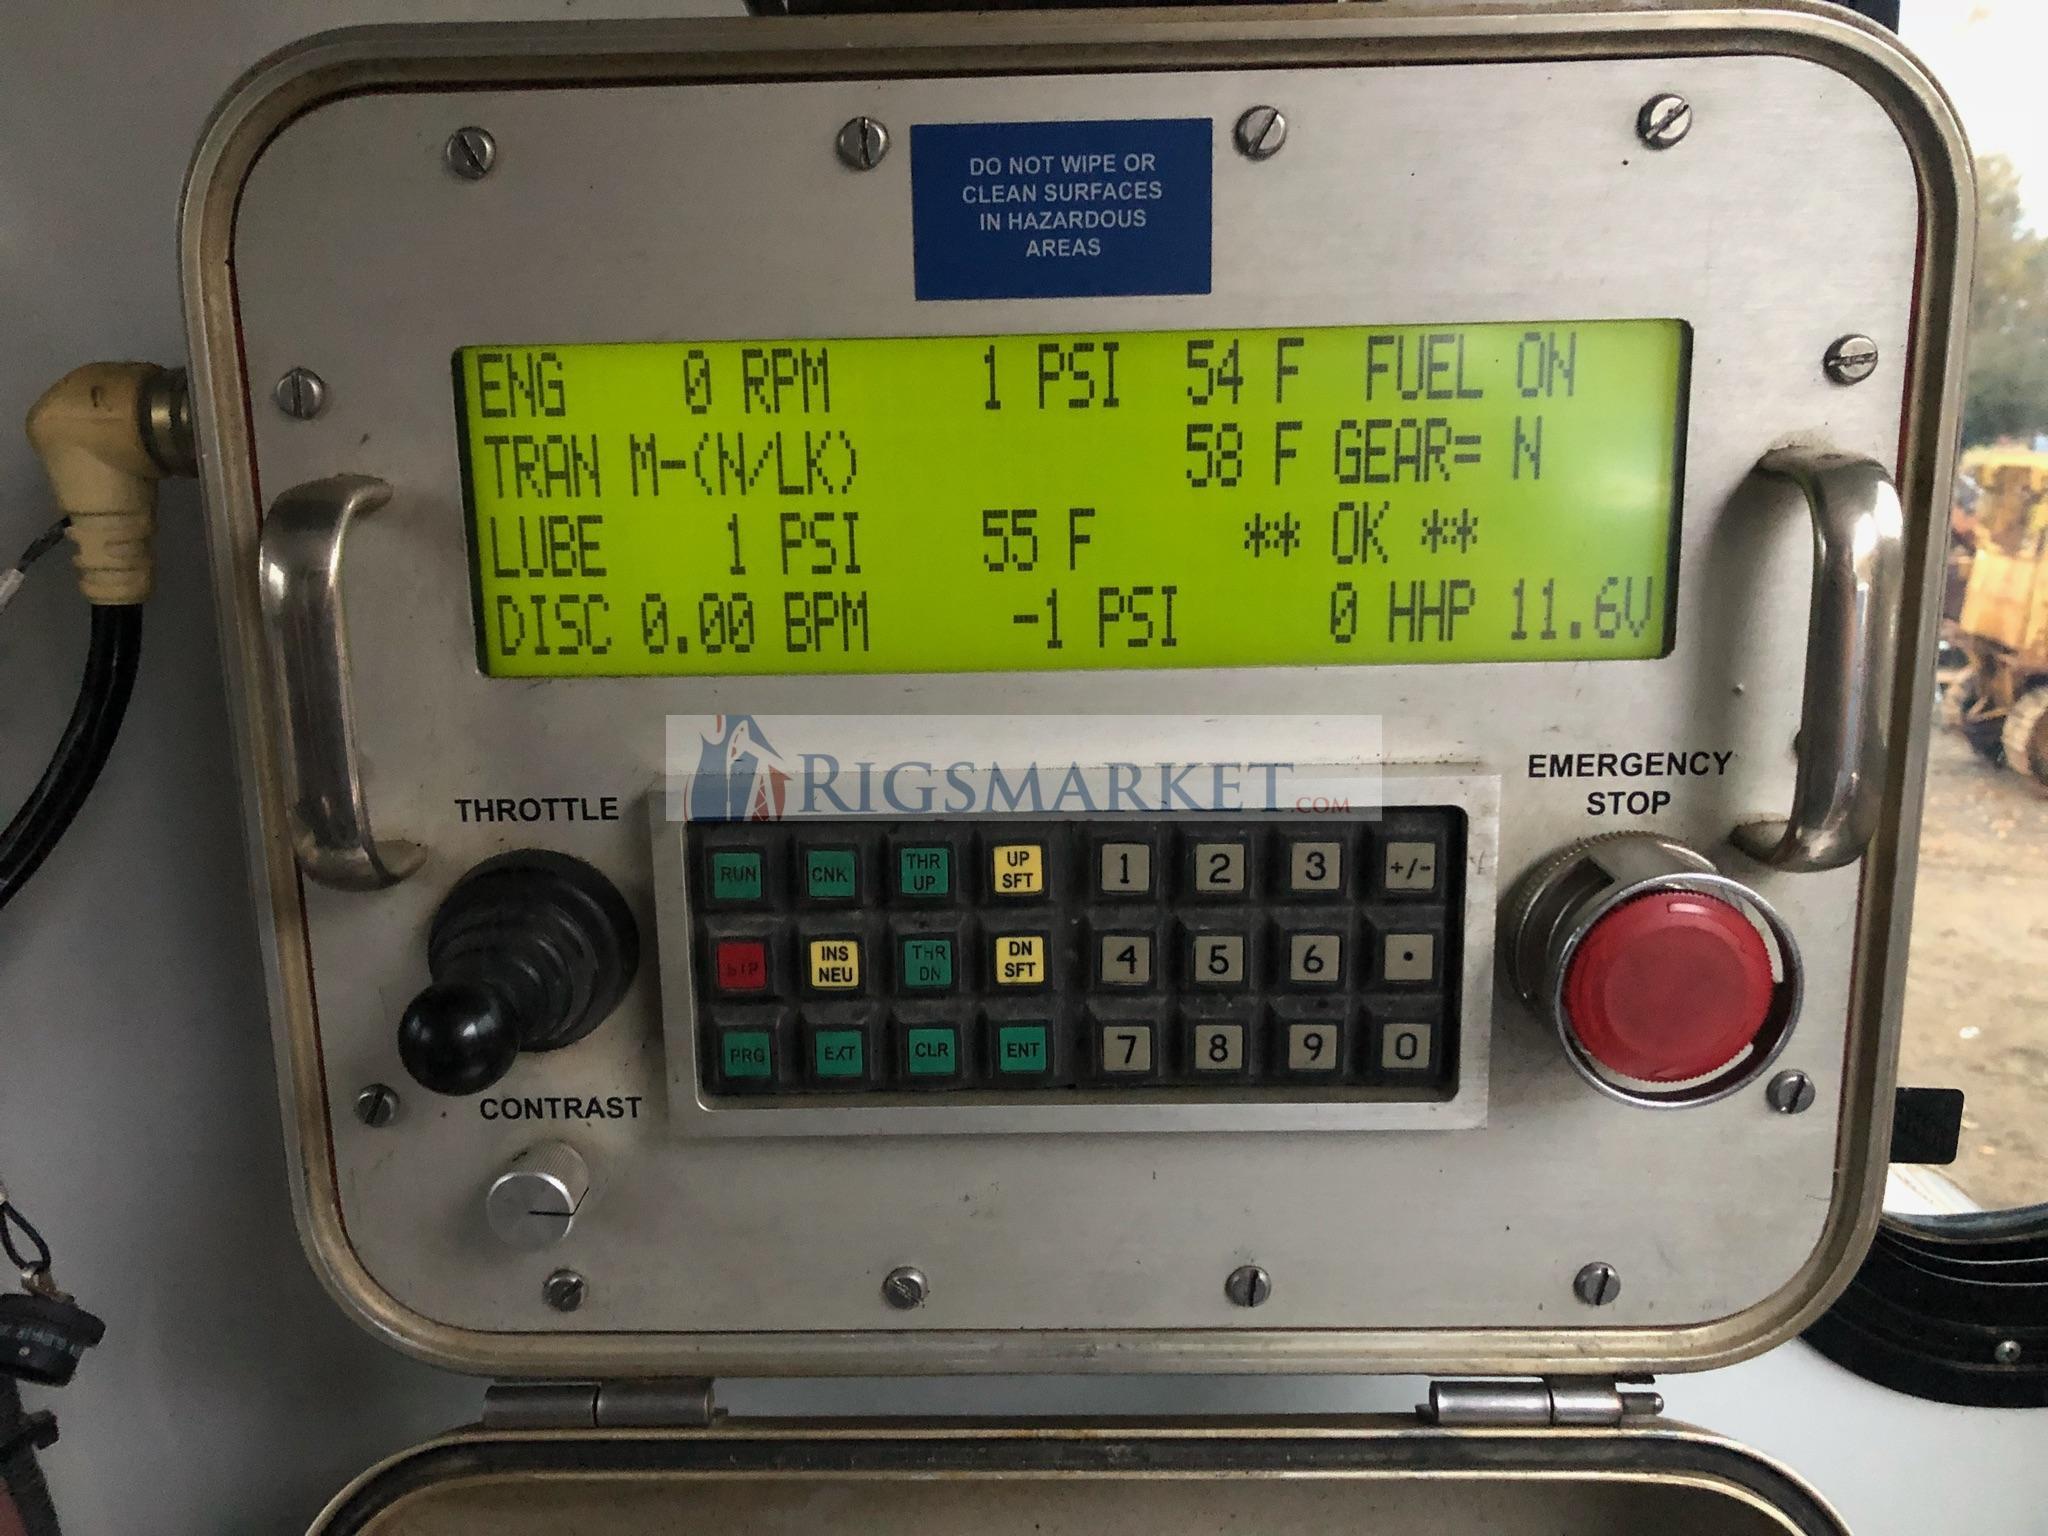 DO NOT WIPE OR
CLEAN SURFACES
IN HAZARDOUS
AREAS
ENG 0 RPM 1 PSI 54 F FUEL ON
TRAN M-(N/LK) 58 F GEAR= N
LUBE 1 PSI 55 F ** OK **
DISC 0.00 BPM -1 PSI 0 HHP 11.6V
RIGSMARKET.COM
THROTTLE
EMERGENCY
STOP
RUN CNK THR UP UP SFT 1 2 3 +/-
STP INS NEU THR DN DN SFT 4 5 6 •
PRG EXT CLR ENT 7 8 9 0
CONTRAST